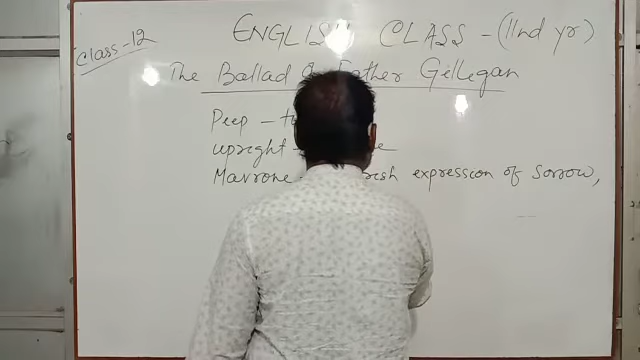 Class-12
ENGLISH CLASS - (IInd yr)
The Ballad Father Gilligan
Peep -
upright -
Mavrone expression of sorrow,